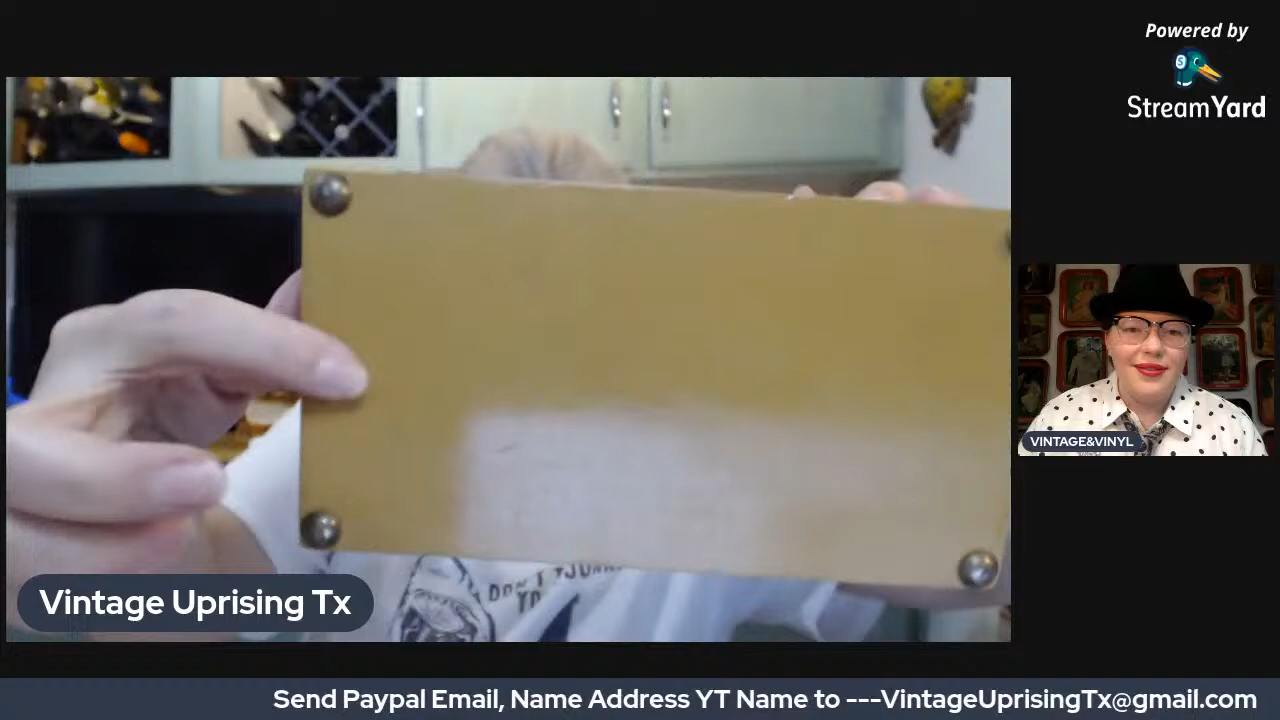 Powered by
StreamYard
DON'T
VINTAGE&VINYL
Vintage Uprising Tx
Send Paypal Email, Name Address YT Name to ---VintageUprisingTx@gmail.com